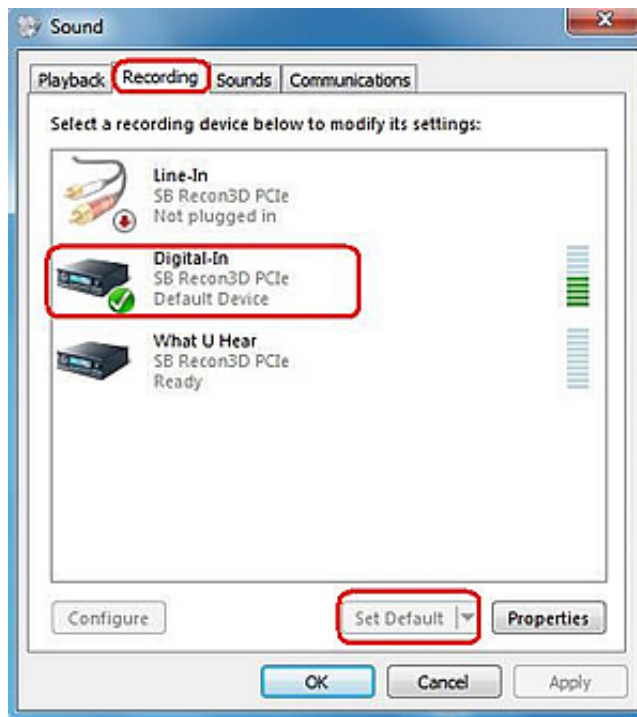 Sound
Playback Recording Sounds Communications
Select a recording device below to modify its settings:
Line-In
SB Recon3D PCIe
Not plugged in
Digital-In
SB Recon3D PCIe
Default Device
What U Hear
SB Recon3D PCIe
Ready
Configure Set Default Properties
OK Cancel Apply